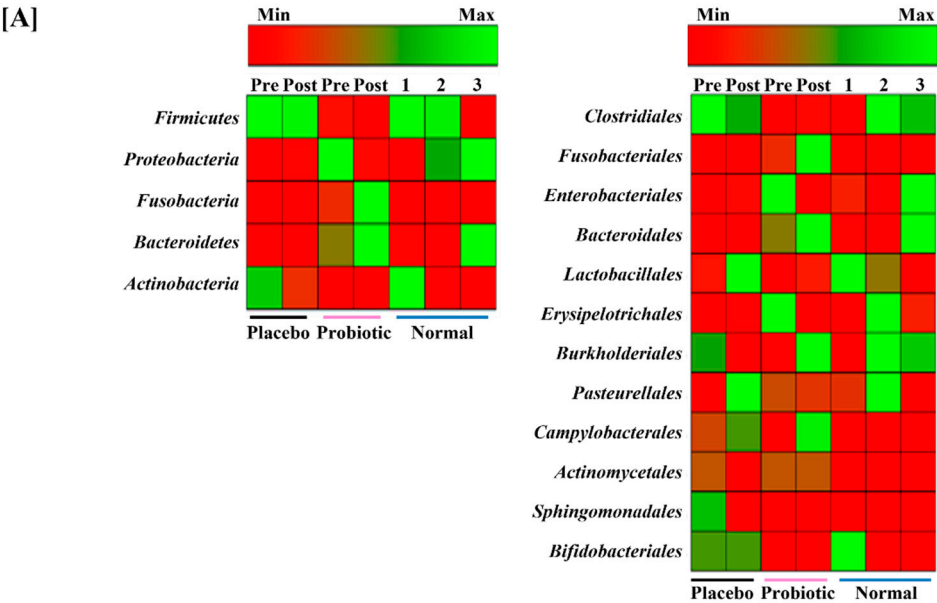 [A]
Min Max
Pre Post Pre Post 1 2 3
Firmicutes
Proteobacteria
Fusobacteria
Bacteroidetes
Actinobacteria
Placebo Probiotic Normal
Min Max
Pre Post Pre Post 1 2 3
Clostridiales
Fusobacteriales
Enterobacteriales
Bacteroidales
Lactobacillales
Erysipelotrichales
Burkholderiales
Pasteurellales
Campylobacterales
Actinomycetales
Sphingomonadales
Bifidobacteriales
Placebo Probiotic Normal